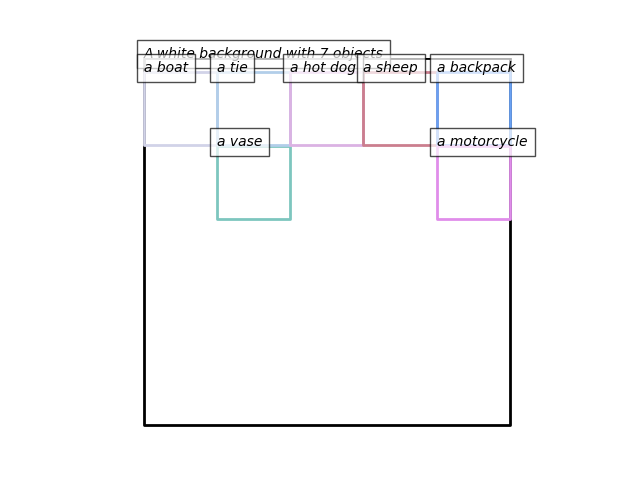 A white background with 7 objects
a boat
a tie
a hot dog
a sheep
a backpack
a vase
a motorcycle